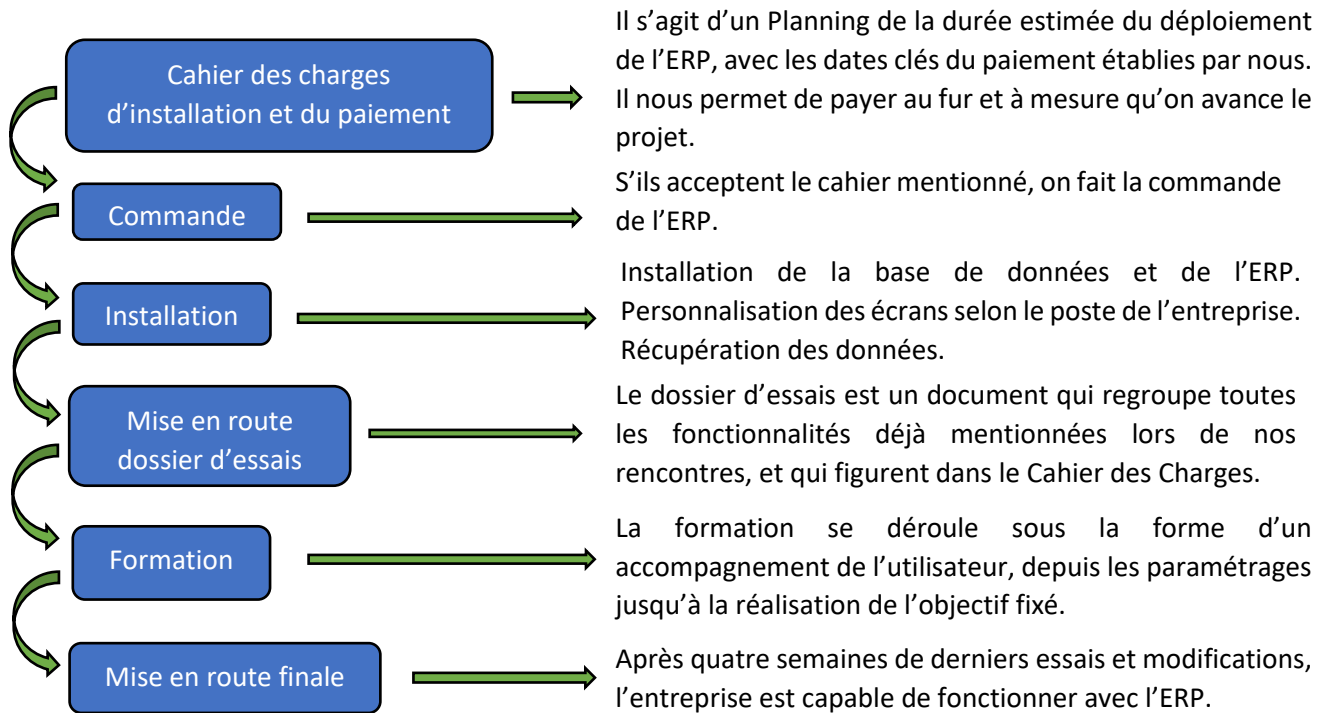 Cahier des charges
d’installation et du paiement
Il s’agit d’un Planning de la durée estimée du déploiement
de l’ERP, avec les dates clés du paiement établies par nous.
Il nous permet de payer au fur et à mesure qu’on avance le
projet.
Commande
S’ils acceptent le cahier mentionné, on fait la commande
de l’ERP.
Installation
Installation de la base de données et de l’ERP.
Personnalisation des écrans selon le poste de l’entreprise.
Récupération des données.
Mise en route
dossier d’essais
Le dossier d’essais est un document qui regroupe toutes
les fonctionnalités déjà mentionnées lors de nos
rencontres, et qui figurent dans le Cahier des Charges.
Formation
La formation se déroule sous la forme d’un
accompagnement de l’utilisateur, depuis les paramétrages
jusqu’à la réalisation de l’objectif fixé.
Mise en route finale
Après quatre semaines de derniers essais et modifications,
l’entreprise est capable de fonctionner avec l’ERP.